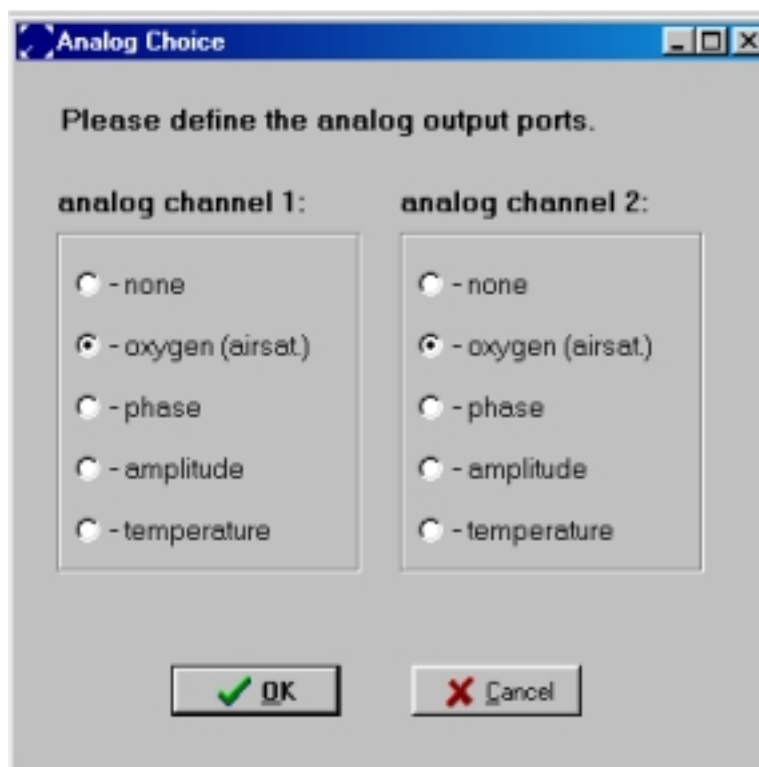 Analog Choice
Please define the analog output ports.
analog channel 1:
- none
- oxygen (airsat.)
- phase
- amplitude
- temperature
analog channel 2:
- none
- oxygen (airsat.)
- phase
- amplitude
- temperature
OK
Cancel